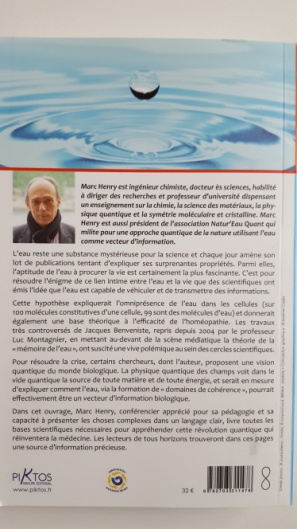 Marc Henry est ingénieur chimiste, docteur ès sciences, habilité
à diriger des recherches et professeur d'université dispensant
un enseignement sur la chimie, la science des matériaux, la phy-
sique quantique et la symétrie moléculaire et cristalline. Marc
Henry est aussi président de l'association Natur'Eau Quant qui
milite pour une approche quantique de la nature utilisant l'eau
comme vecteur d'information.
L'eau reste une substance mystérieuse pour la science et chaque jour amène son
lot de publications tentant d'expliquer ses surprenantes propriétés. Parmi elles,
l'aptitude de l'eau à procurer la vie est certainement la plus fascinante. C'est pour
résoudre l'énigme de ce lien intime entre l'eau et la vie que des scientifiques ont
émis l'idée que l'eau est capable de véhiculer et de transmettre des informations.
Cette hypothèse expliquerait l'omniprésence de l'eau dans les cellules (sur
100 molécules constitutives d'une cellule, 99 sont des molécules d'eau) et donnerait
également une base théorique à l'efficacité de l'homéopathie. Les travaux
très controversés de Jacques Benveniste, repris depuis 2004 par le professeur
Luc Montagnier, en mettant au-devant de la scène médiatique la théorie de la
« mémoire de l'eau », ont suscité une vive polémique au sein des cercles scientifiques.
Pour résoudre la crise, certains chercheurs, dont l'auteur, proposent une vision
quantique du monde biologique. La physique quantique des champs voit dans le
vide quantique la source de toute matière et de toute énergie, et serait en mesure
d'expliquer comment l'eau, via la formation de « domaines de cohérence », pourrait
effectivement être un vecteur d'information biologique.
Dans cet ouvrage, Marc Henry, conférencier apprécié pour sa pédagogie et sa
capacité à présenter les choses complexes dans un langage clair, livre toutes les
bases scientifiques nécessaires pour appréhender cette révolution quantique qui
réinventera la médecine. Les lecteurs de tous horizons trouveront dans ces pages
une source d'information précieuse.
PiKtos
www.piktos.fr
32 €